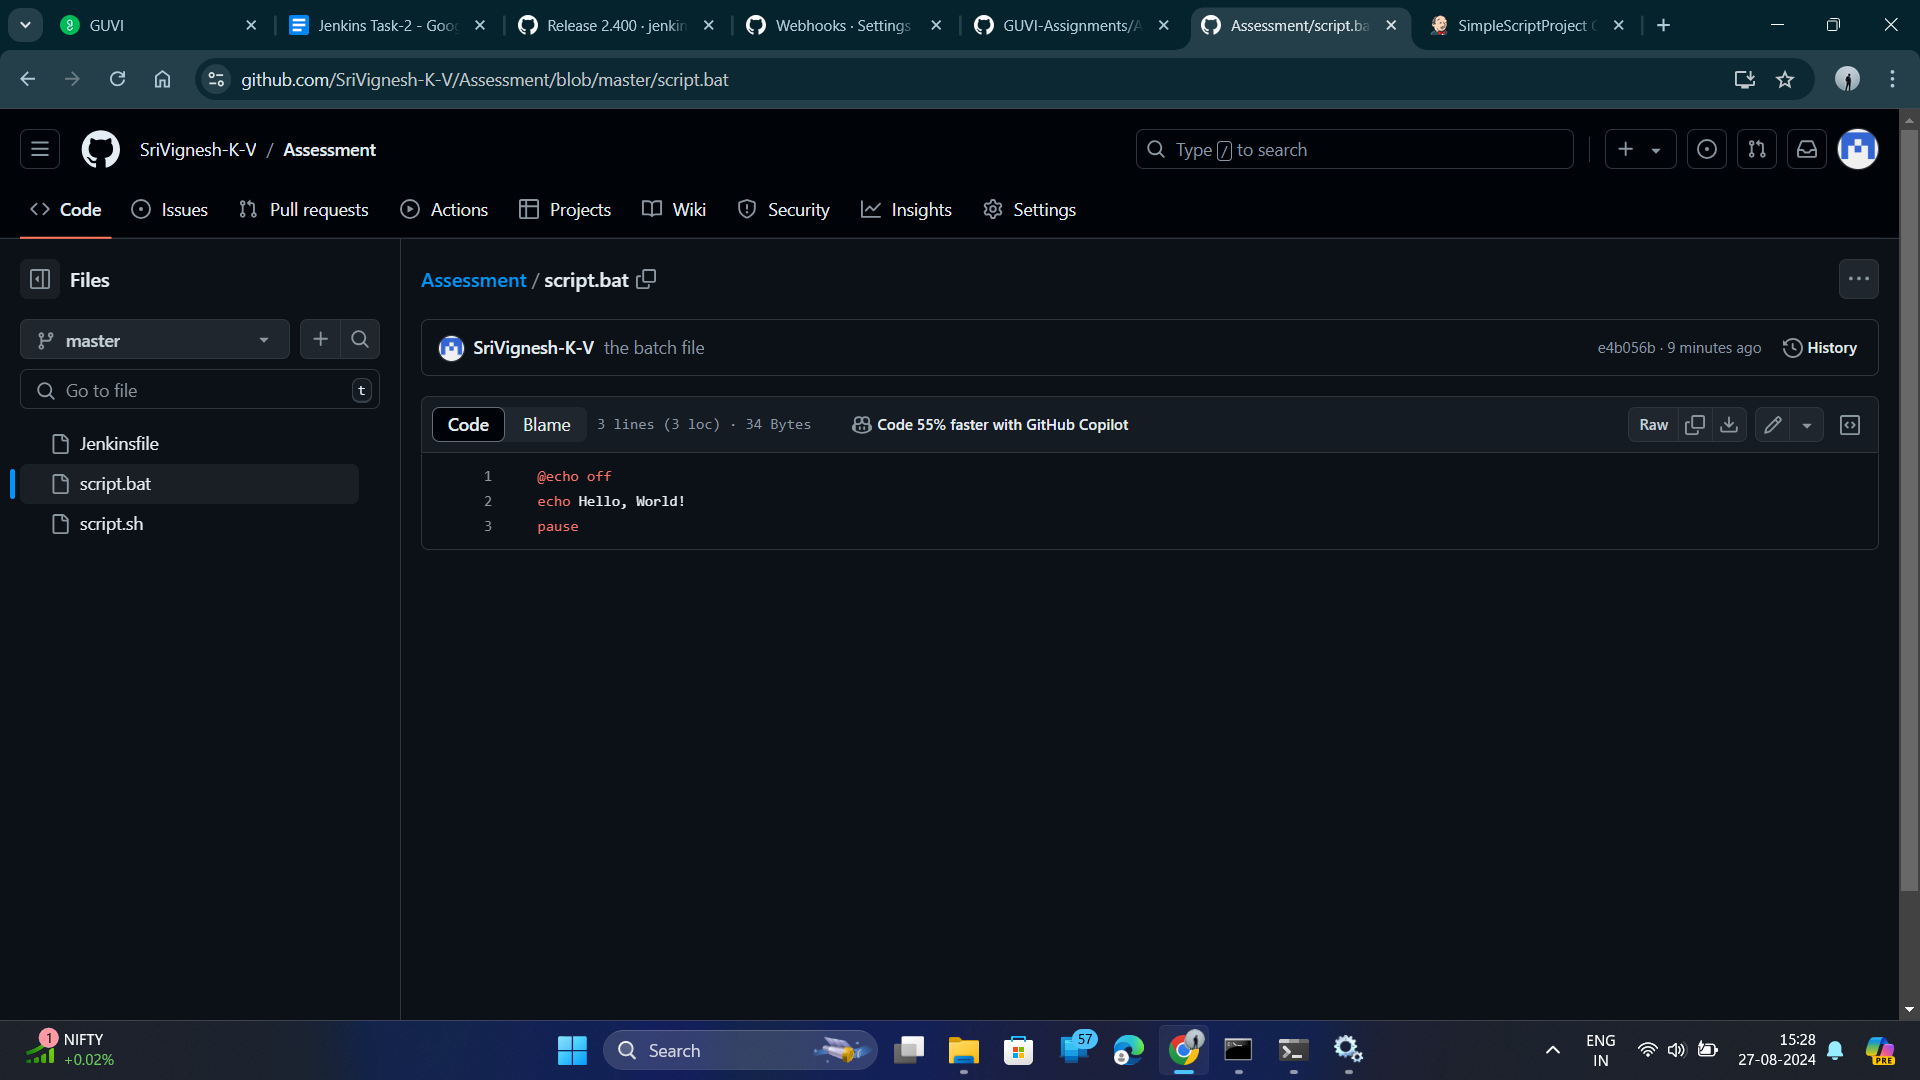 GUVI
Jenkins Task-2 - Goog
Release 2.400 · jenkin
Webhooks · Settings
GUVI-Assignments/A
Assessment/script.ba
SimpleScriptProject
github.com/SriVignesh-K-V/Assessment/blob/master/script.bat
SriVignesh-K-V / Assessment
Type / to search
Code
Issues
Pull requests
Actions
Projects
Wiki
Security
Insights
Settings
Files
master
Go to file
t
Jenkinsfile
script.bat
script.sh
Assessment / script.bat
SriVignesh-K-V the batch file
e4b056b · 9 minutes ago
History
Code
Blame
3 lines (3 loc) · 34 Bytes
Code 55% faster with GitHub Copilot
Raw
1 @echo off
2 echo Hello, World!
3 pause
1
NIFTY
+0.02%
Search
57
ENG
IN
15:28
27-08-2024
PRE